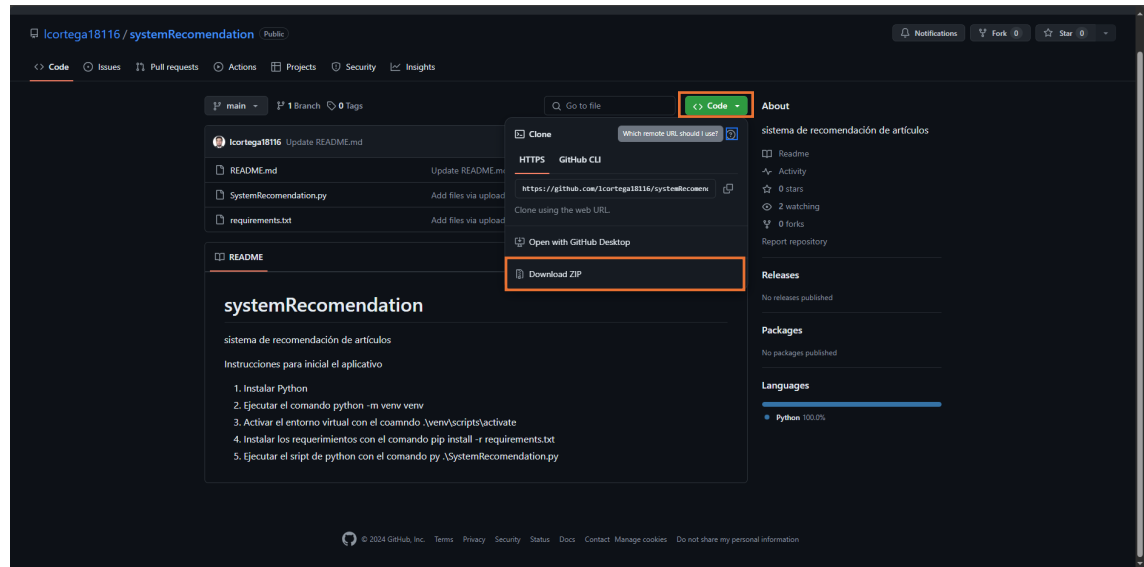 lcortega18116 / systemRecomendation Public
Notifications Fork 0 Star 0
Code Issues Pull requests Actions Projects Security Insights
main 1 Branch 0 Tags Go to file Code
lcortega18116 Update README.md
README.md Update README.m
SystemRecomendation.py Add files via upload
requirements.txt Add files via upload
Clone Which remote URL should I use?
HTTPS GitHub CLI
https://github.com/lcortega18116/systemRecomen
Clone using the web URL.
Open with GitHub Desktop
Download ZIP
README
systemRecomendation
sistema de recomendación de artículos
Instrucciones para inicial el aplicativo
1. Instalar Python
2. Ejecutar el comando python -m venv venv
3. Activar el entorno virtual con el coamndo .\venv\scripts\activate
4. Instalar los requerimientos con el comando pip install -r requirements.txt
5. Ejecutar el sript de python con el comando py .\SystemRecomendation.py
About
sistema de recomendación de artículos
Readme
Activity
0 stars
2 watching
0 forks
Report repository
Releases
No releases published
Packages
No packages published
Languages
Python 100.0%
© 2024 GitHub, Inc. Terms Privacy Security Status Docs Contact Manage cookies Do not share my personal information